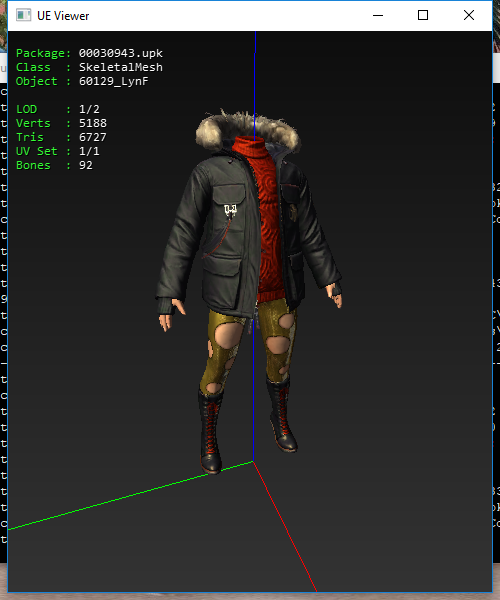 UE Viewer
Package: 00030943.upk
Class : SkeletalMesh
Object : 60129_LynF
LOD : 1/2
Verts : 5188
Tris : 6727
UV Set : 1/1
Bones : 92